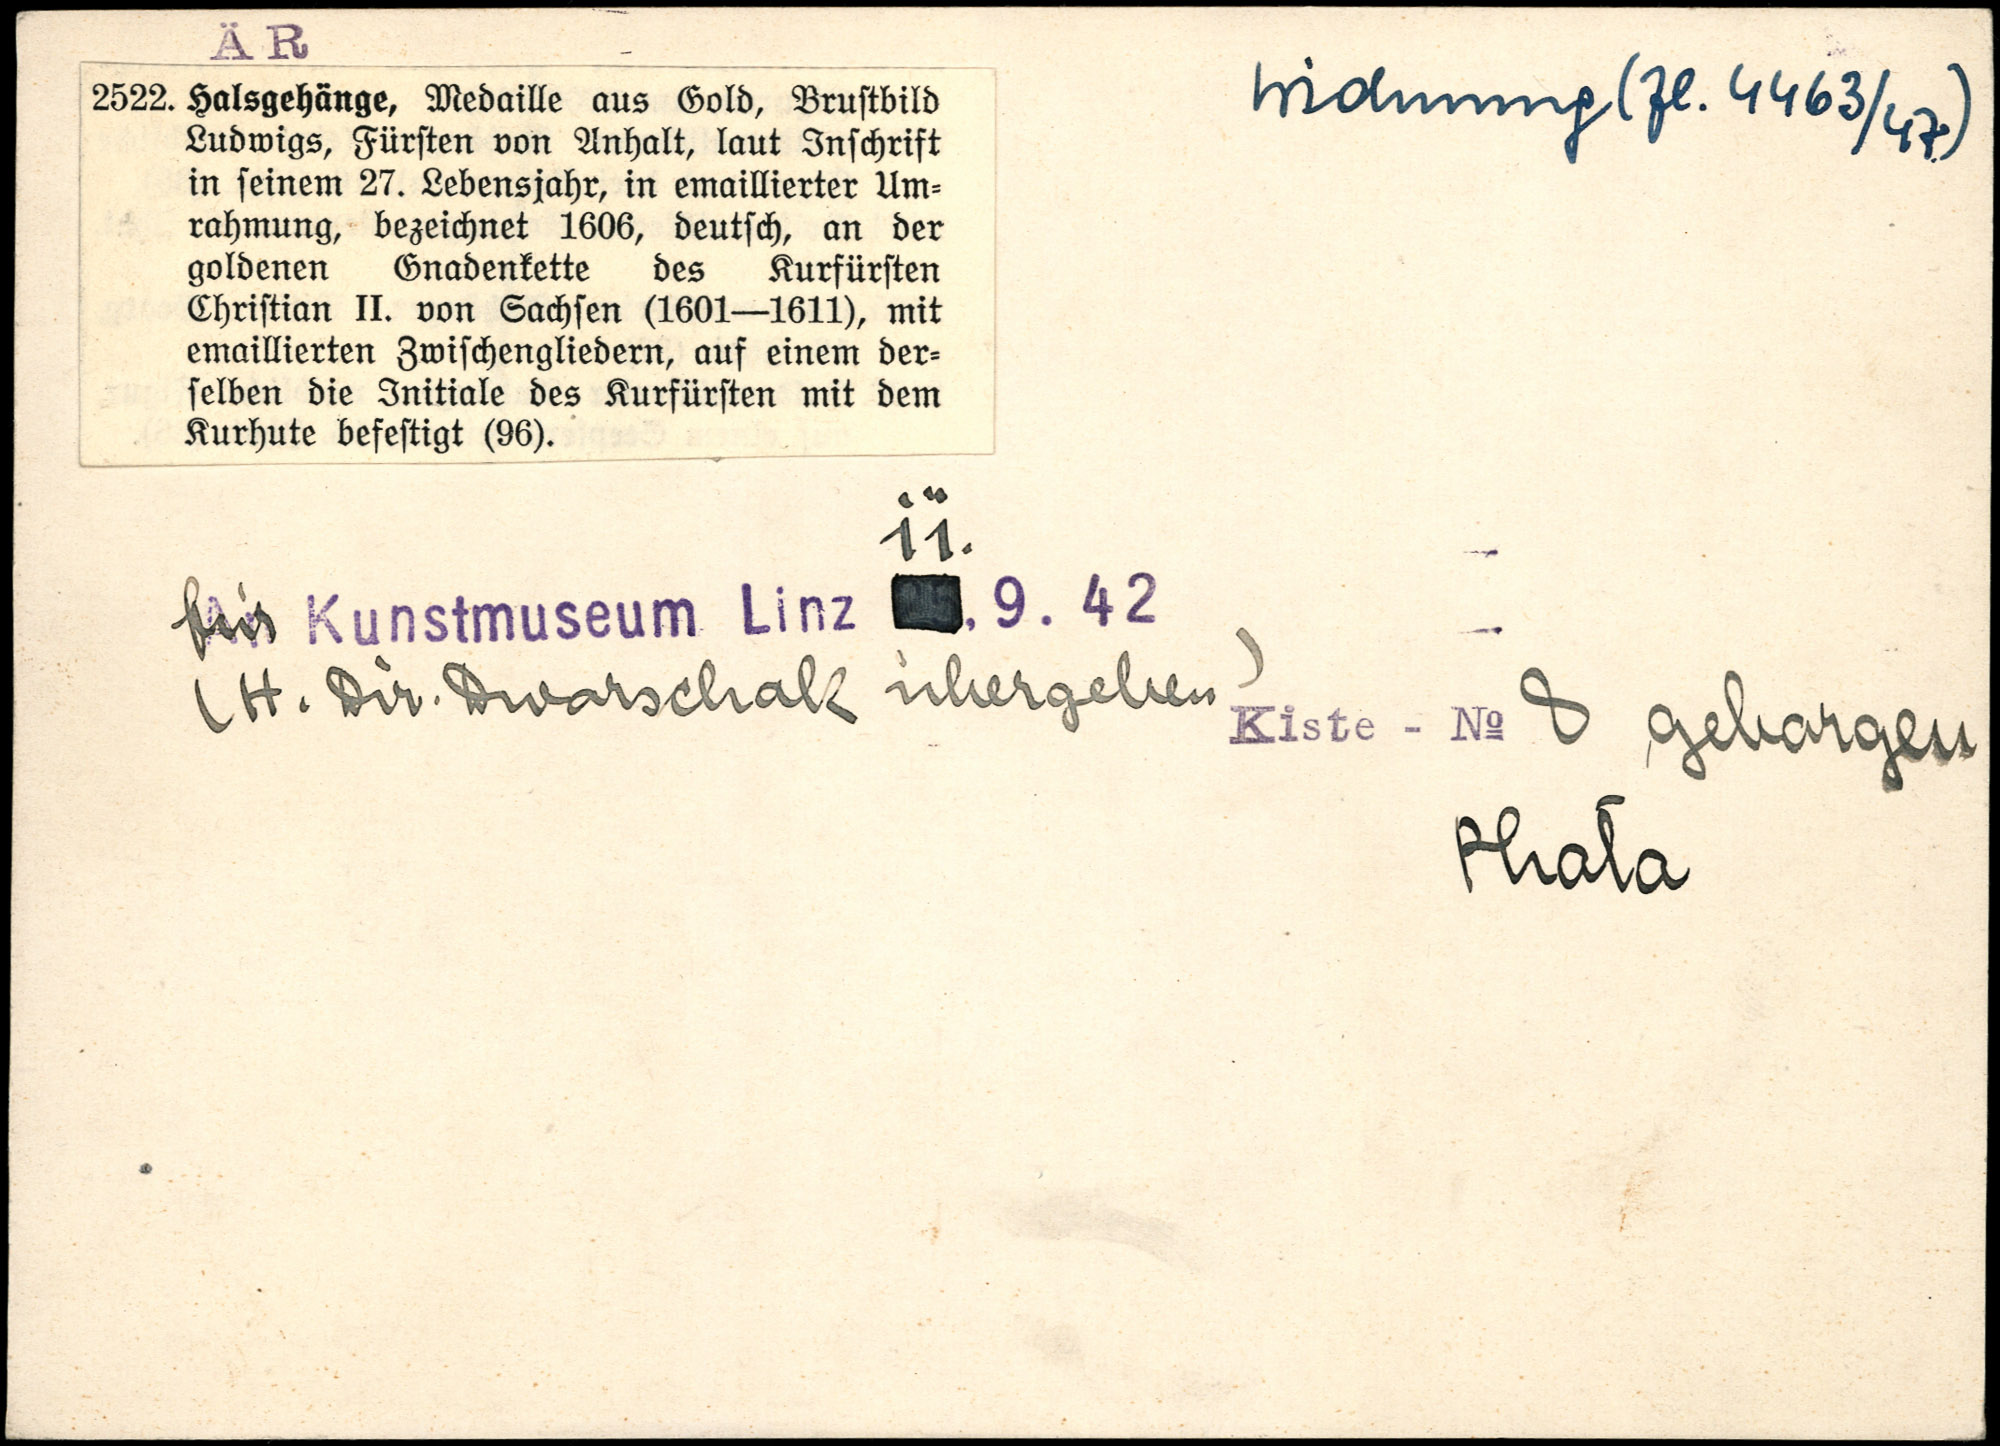 ÄR
Widmung (Zl. 4463/47.)
2522. Halsgehänge, Medaille aus Gold, Brustbild
Ludwigs, Fürsten von Anhalt, laut Inschrift
in seinem 27. Lebensjahr, in emaillierter Um-
rahmung, bezeichnet 1606, deutsch, an der
goldenen Gnadenkette des Kurfürsten
Christian II. von Sachsen (1601—1611), mit
emaillierten Zwischengliedern, auf einem der-
selben die Initiale des Kurfürsten mit dem
Kurhute befestigt (96).
11.
fürs Kunstmuseum Linz .9.42
(H. Dir. Dworschak übergeben)
Kiste - № 8 geborgen
Photo